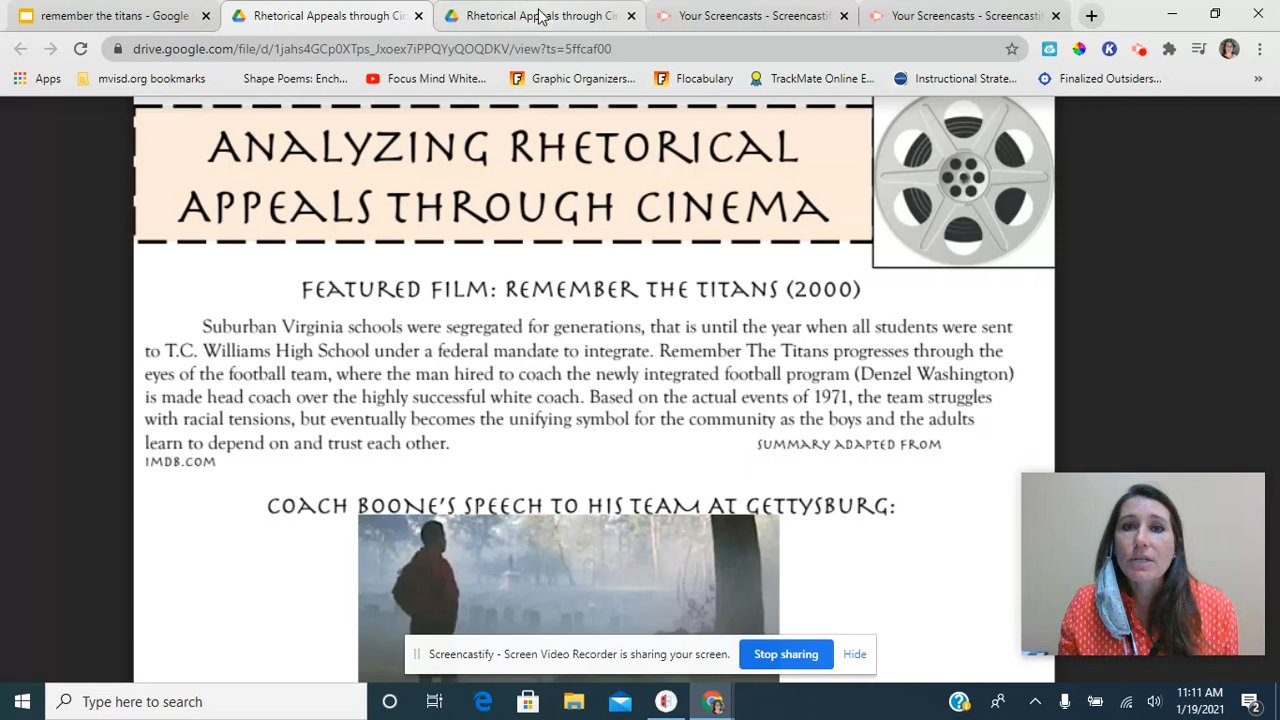 remember the titans - Google
Rhetorical Appeals through Ci
Rhetorical Appeals through Ci
Your Screencasts - Screencastif
Your Screencasts - Screencasti
drive.google.com/file/d/1jahs4GCp0XTps_Jxoex7iPPQYyQOQDKV/view?ts=5ffcaf00
Apps
mvisd.org bookmarks
Shape Poems: Ench...
Focus Mind White...
Graphic Organizers...
Flocabulary
TrackMate Online E...
Instructional Strate...
Finalized Outsiders...
ANALYZING RHETORICAL
APPEALS THROUGH CINEMA
FEATURED FILM: REMEMBER THE TITANS (2000)
Suburban Virginia schools were segregated for generations, that is until the year when all students were sent
to T.C. Williams High School under a federal mandate to integrate. Remember The Titans progresses through the
eyes of the football team, where the man hired to coach the newly integrated football program (Denzel Washington)
is made head coach over the highly successful white coach. Based on the actual events of 1971, the team struggles
with racial tensions, but eventually becomes the unifying symbol for the community as the boys and the adults
learn to depend on and trust each other. SUMMARY ADAPTED FROM
IMDB.COM
COACH BOONE'S SPEECH TO HIS TEAM AT GETTYSBURG:
Screencastify - Screen Video Recorder is sharing your screen.
Stop sharing
Hide
Type here to search
11:11 AM
1/19/2021
2